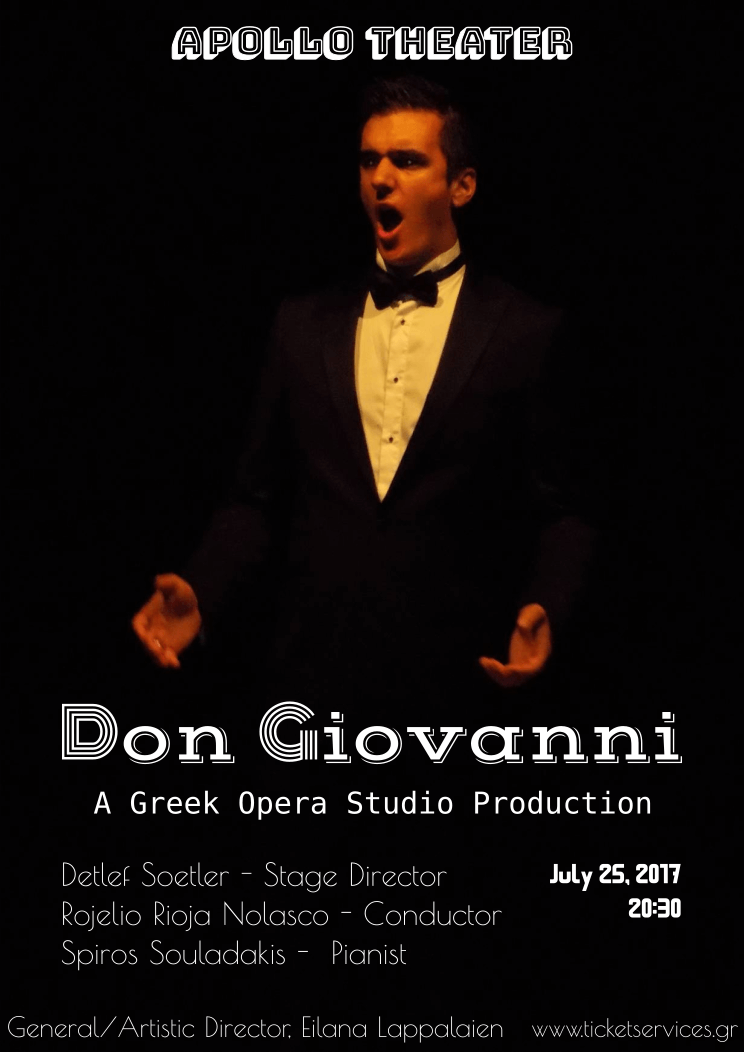 APOLLO THEATER
Don Giovanni
A Greek Opera Studio Production
Detlef Soetler - Stage Director
July 25, 2017
Rojelio Rioja Nolasco - Conductor
20:30
Spiros Souladakis - Pianist
General/Artistic Director, Eilana Lappalaien www.ticketservices.gr